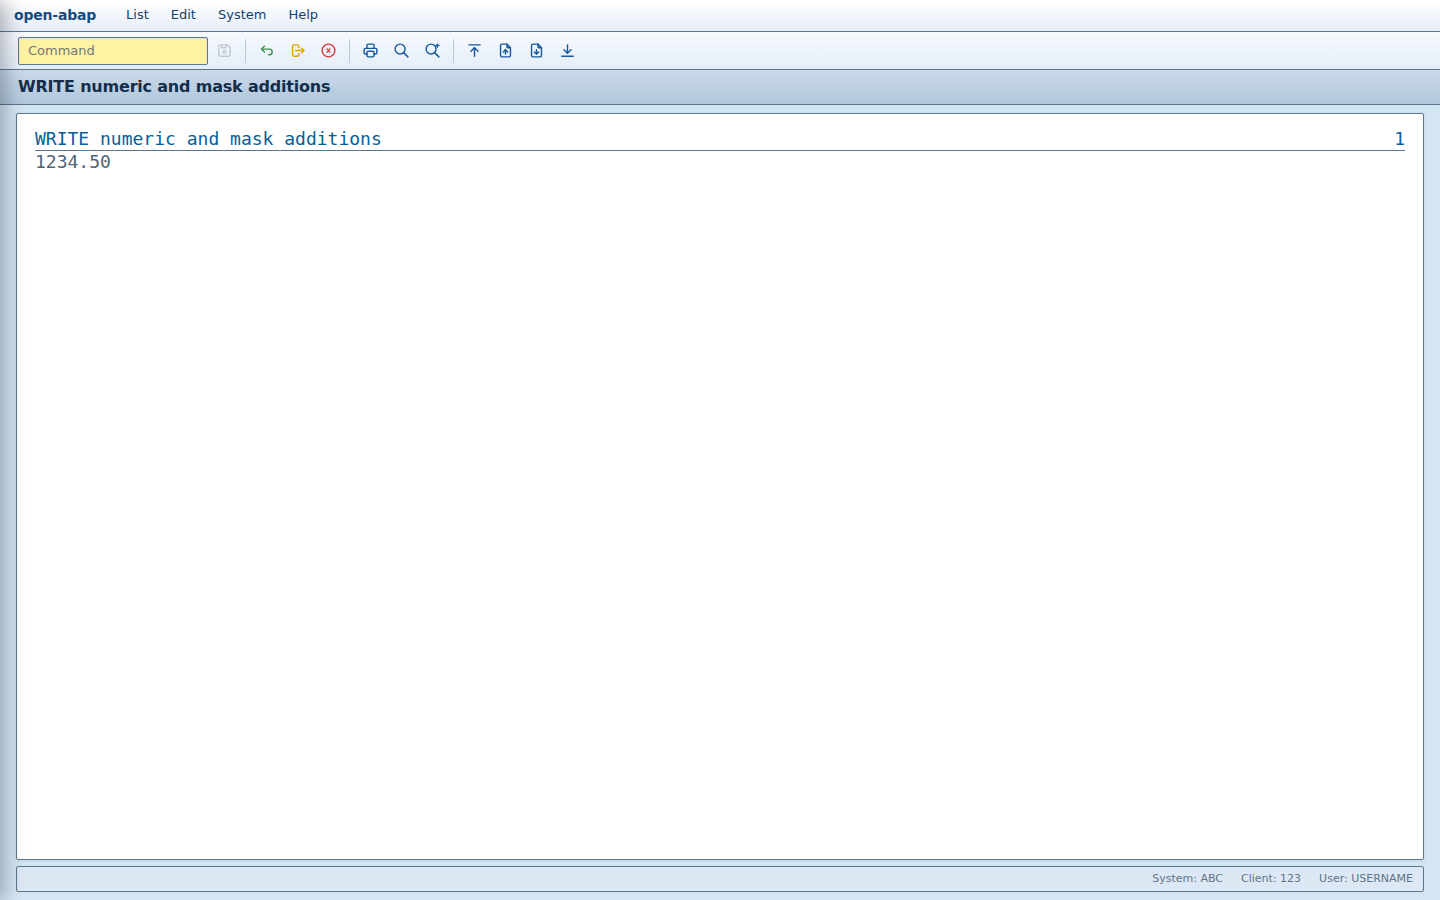 open-abap List Edit System Help
Command
WRITE numeric and mask additions
WRITE numeric and mask additions 1
1234.50
System: ABC Client: 123 User: USERNAME